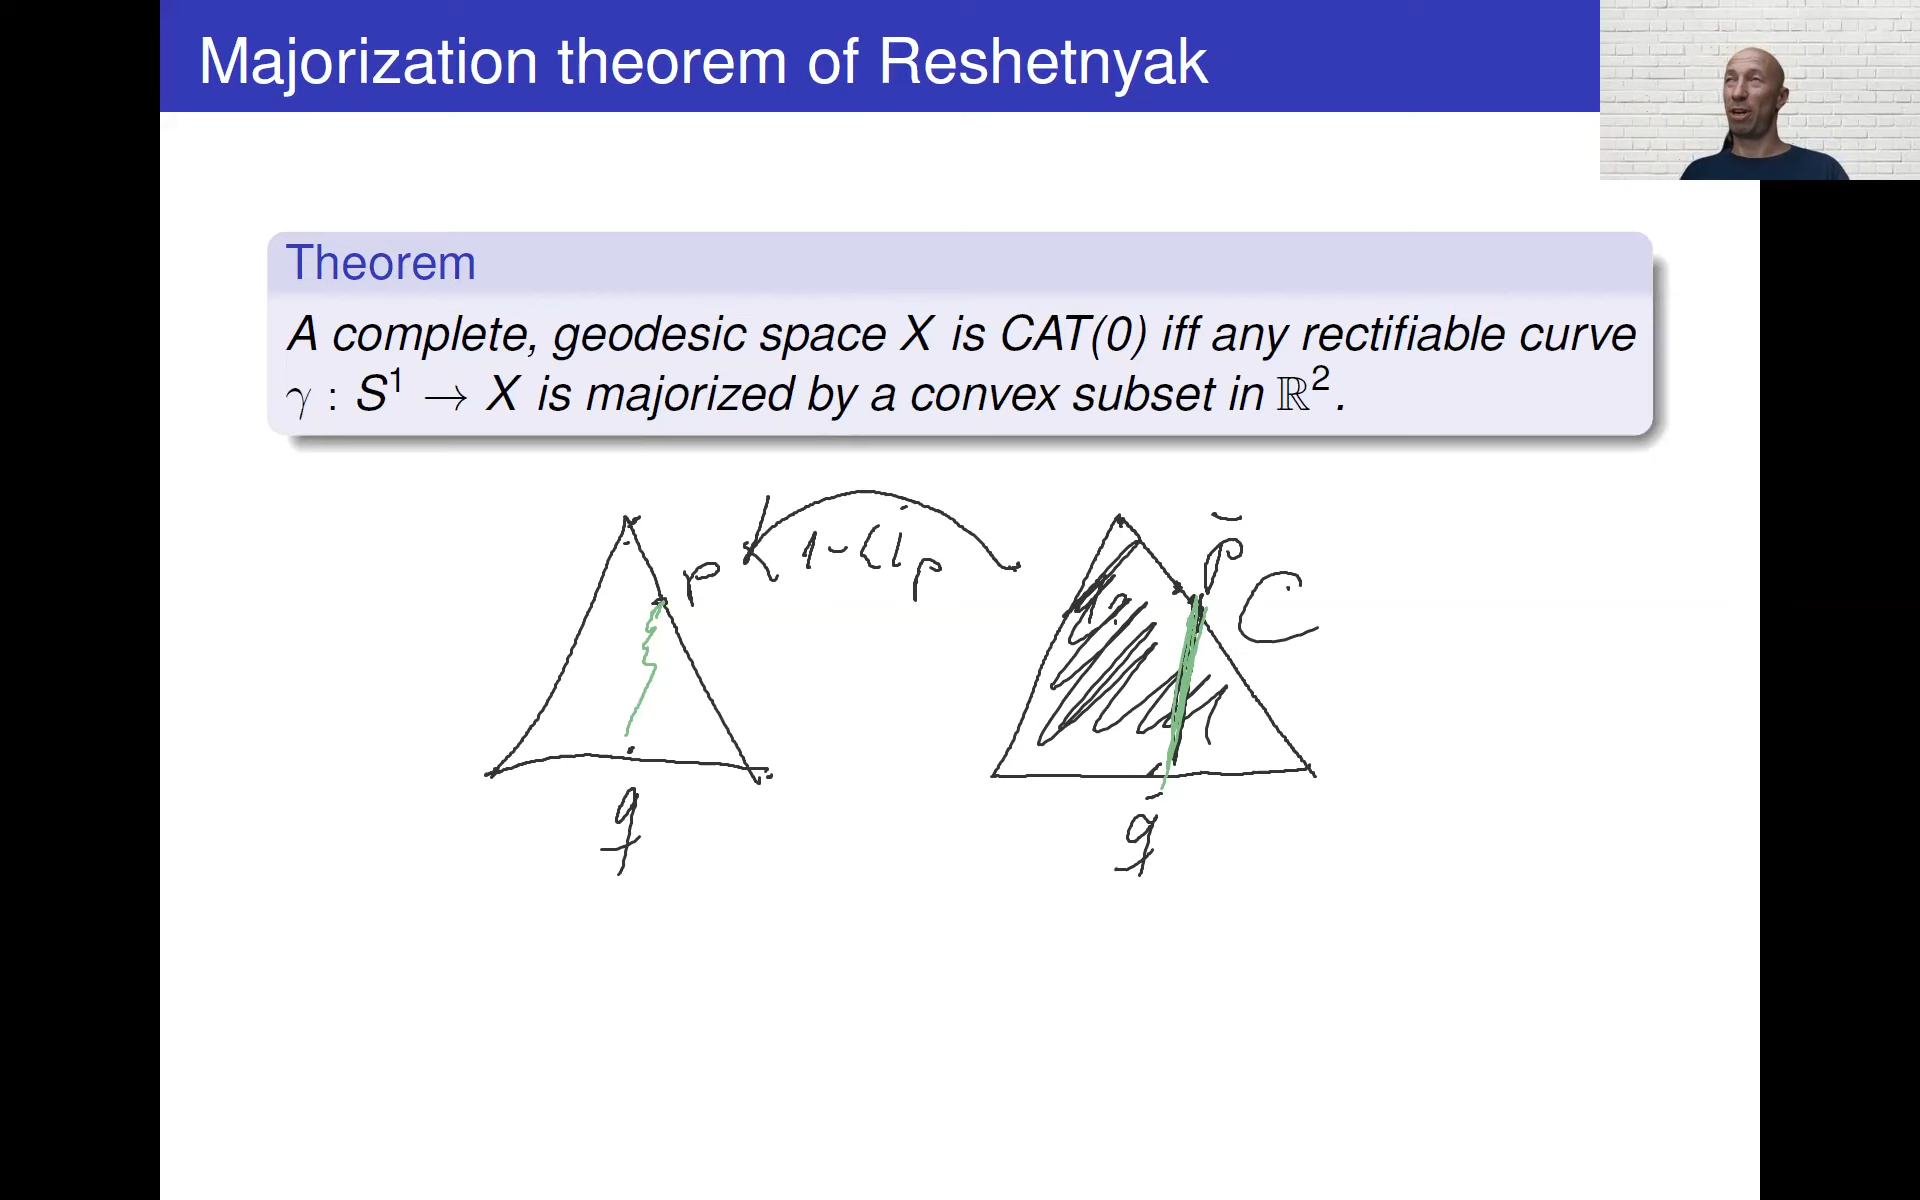 Majorization theorem of Reshetnyak
Theorem
A complete, geodesic space X is CAT(0) iff any rectifiable curve
γ : S¹ → X is majorized by a convex subset in ℝ².
p
1-Lip
p̄
C
q
q̄